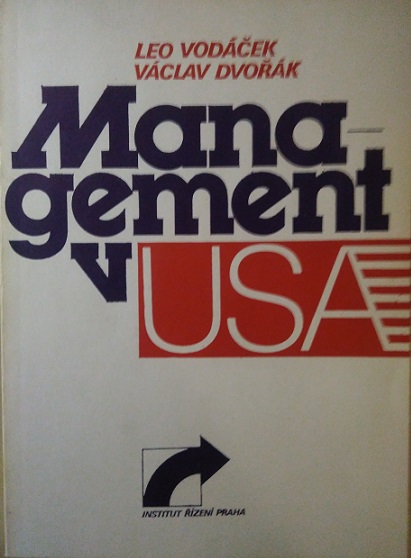 LEO VODÁČEK
VÁCLAV DVOŘÁK
Mana-
gement
v USA
INSTITUT ŘÍZENÍ PRAHA